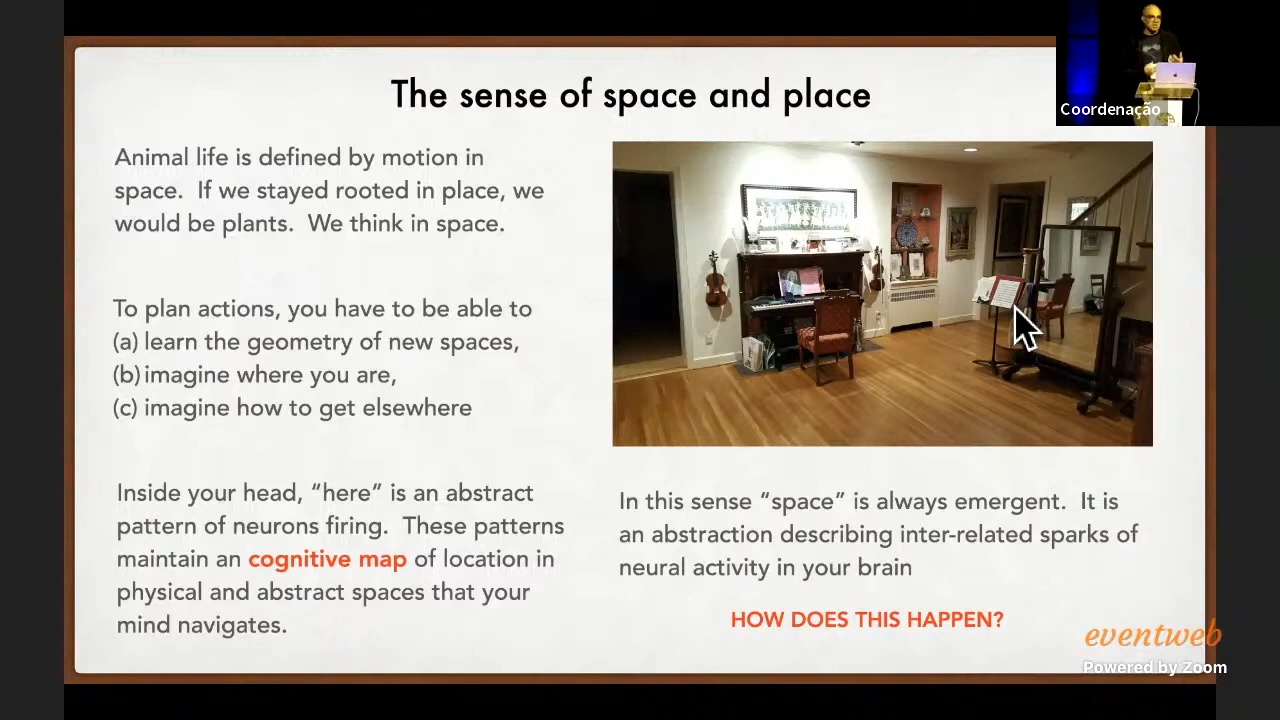 The sense of space and place
Coordenação
Animal life is defined by motion in
space. If we stayed rooted in place, we
would be plants. We think in space.
To plan actions, you have to be able to
(a) learn the geometry of new spaces,
(b) imagine where you are,
(c) imagine how to get elsewhere
Inside your head, “here” is an abstract
pattern of neurons firing. These patterns
maintain an cognitive map of location in
physical and abstract spaces that your
mind navigates.
In this sense “space” is always emergent. It is
an abstraction describing inter-related sparks of
neural activity in your brain
HOW DOES THIS HAPPEN?
eventweb
Powered by Zoom